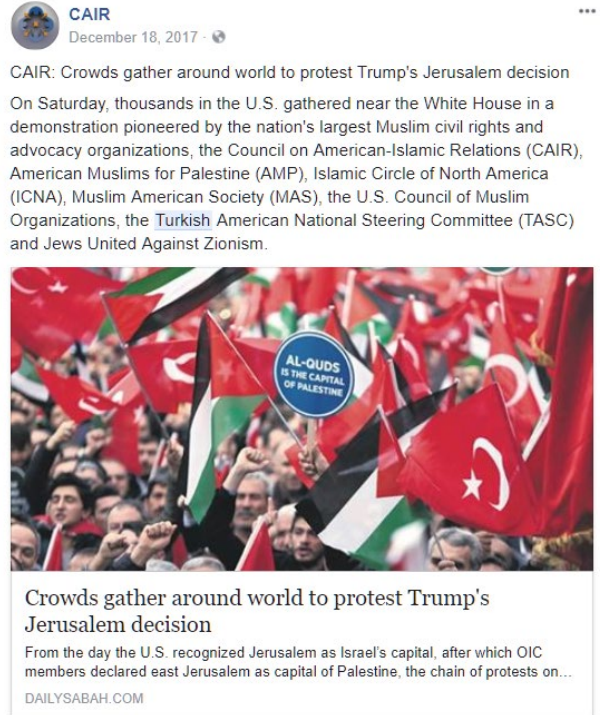 CAIR
December 18, 2017 ·
CAIR: Crowds gather around world to protest Trump's Jerusalem decision
On Saturday, thousands in the U.S. gathered near the White House in a
demonstration pioneered by the nation's largest Muslim civil rights and
advocacy organizations, the Council on American-Islamic Relations (CAIR),
American Muslims for Palestine (AMP), Islamic Circle of North America
(ICNA), Muslim American Society (MAS), the U.S. Council of Muslim
Organizations, the Turkish American National Steering Committee (TASC)
and Jews United Against Zionism.
AL-QUDS
IS THE CAPITAL
OF PALESTINE
Crowds gather around world to protest Trump's
Jerusalem decision
From the day the U.S. recognized Jerusalem as Israel's capital, after which OIC
members declared east Jerusalem as capital of Palestine, the chain of protests on...
DAILYSABAH.COM